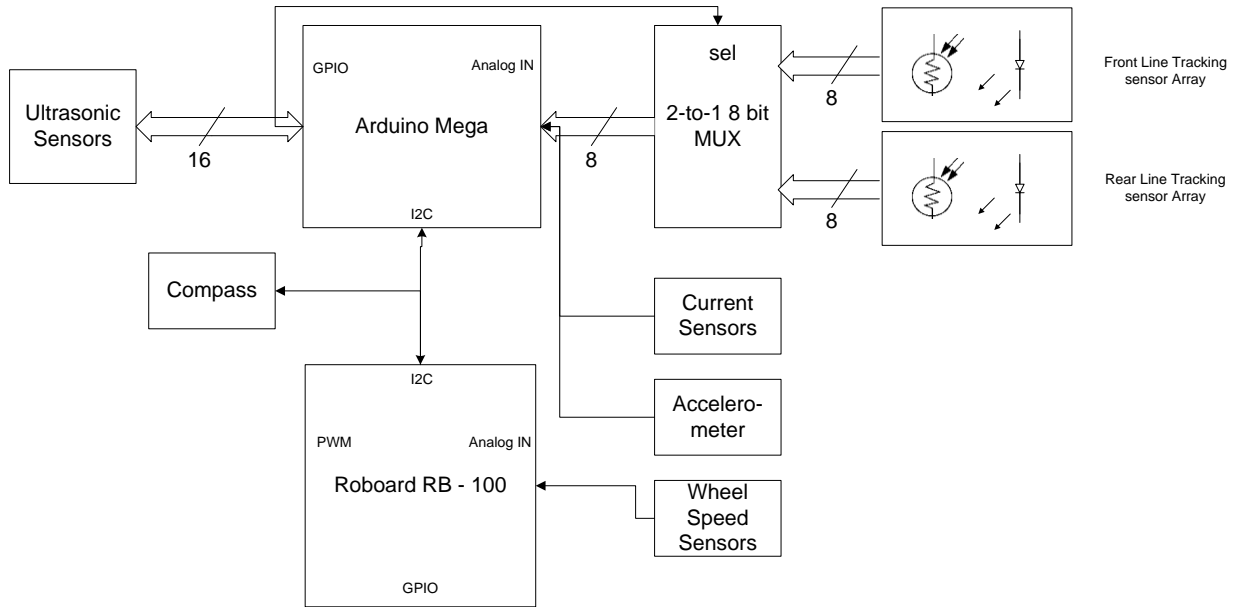 sel
GPIO
Analog IN
Front Line Tracking
sensor Array
Ultrasonic
Sensors
16
Arduino Mega
8
2-to-1 8 bit
MUX
8
8
Rear Line Tracking
sensor Array
I2C
Compass
Current
Sensors
I2C
Accelero-
meter
PWM
Analog IN
Roboard RB - 100
Wheel
Speed
Sensors
GPIO